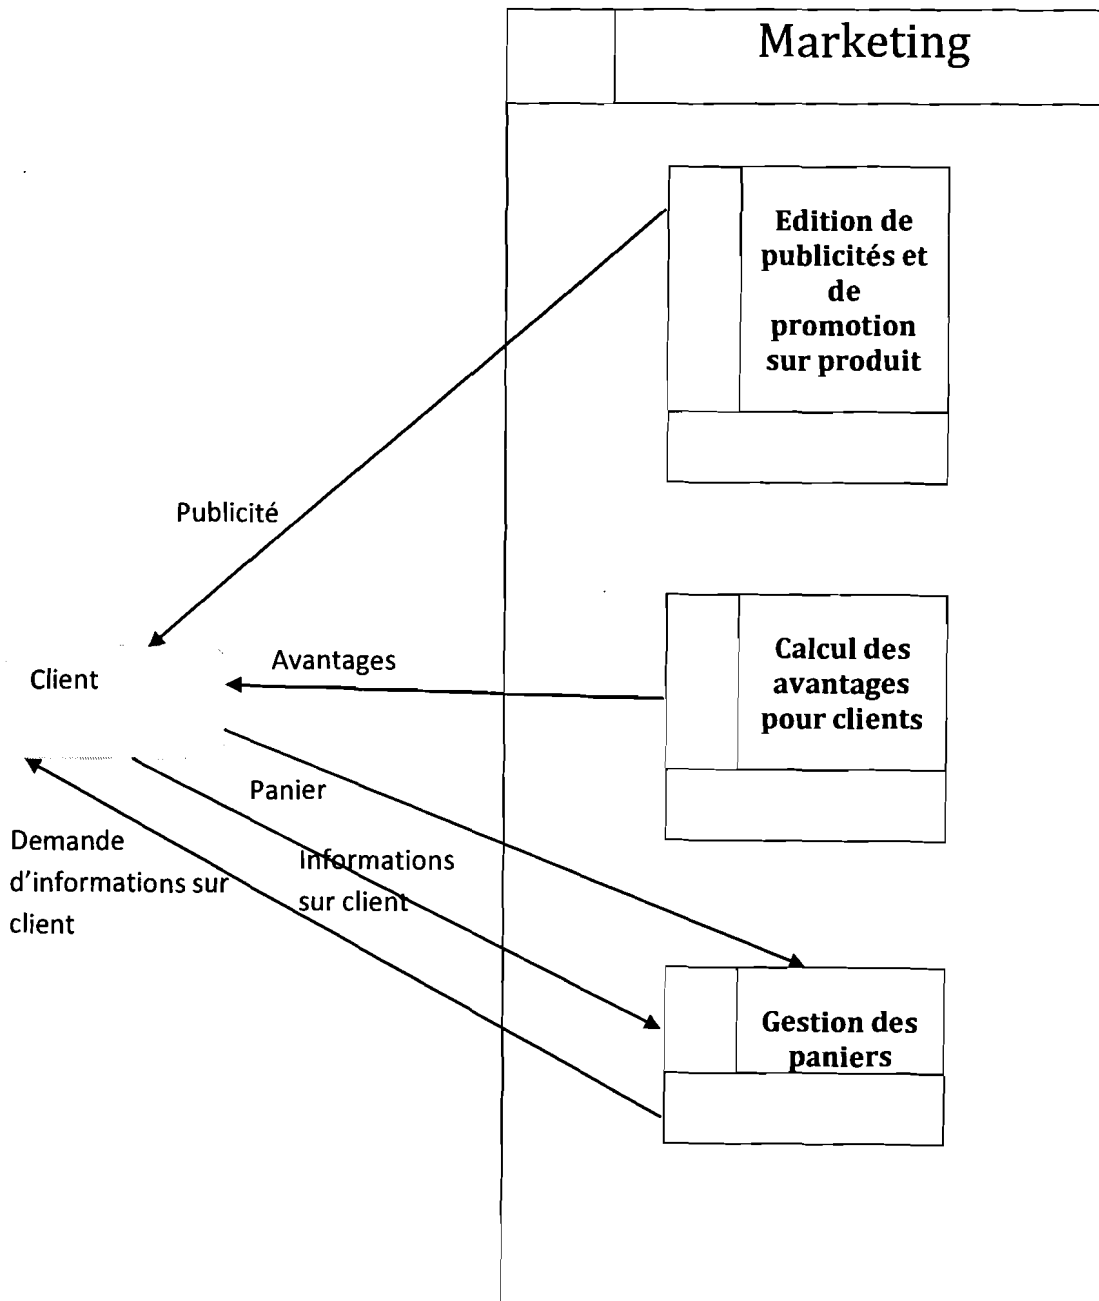 Marketing
Edition de
publicités et
de
promotion
sur produit
Publicité
Client
Avantages
Calcul des
avantages
pour clients
Panier
Demande
d'informations sur
client
Informations
sur client
Gestion des
paniers